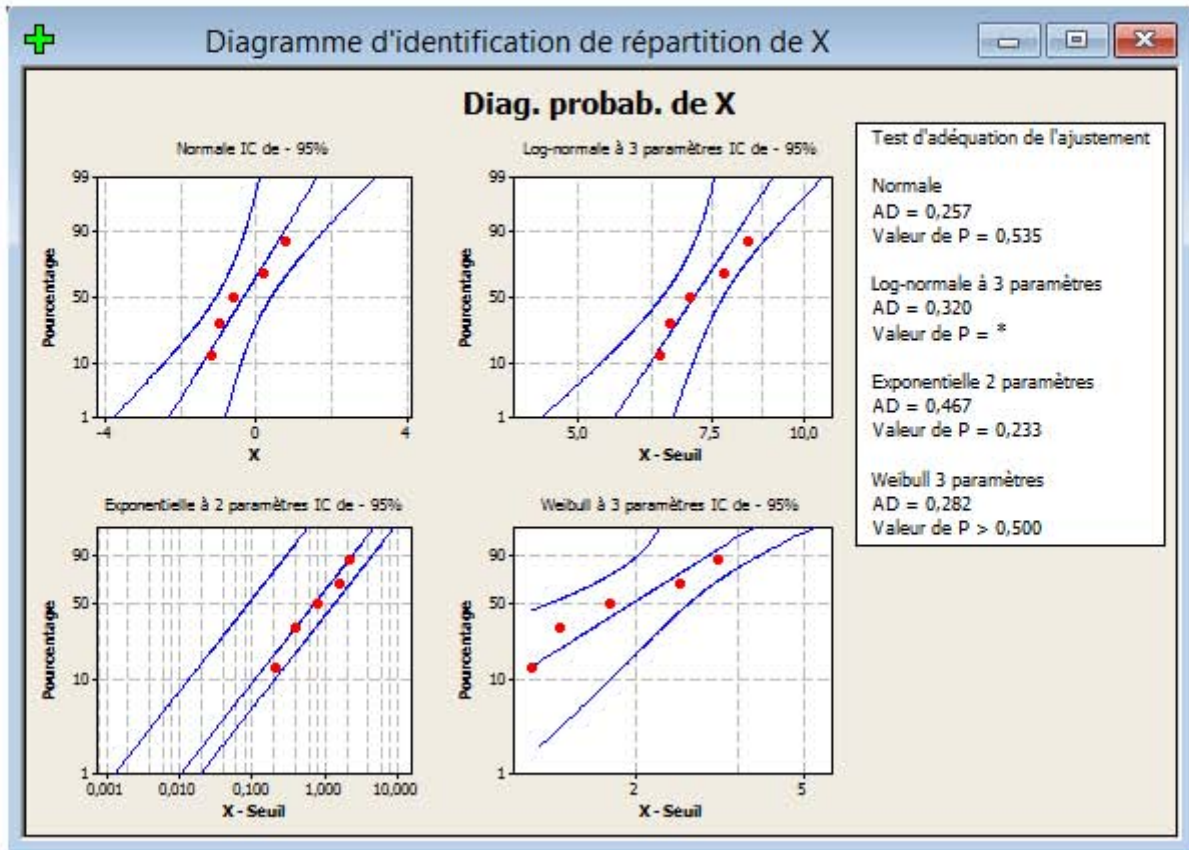 Diagramme d'identification de répartition de X
Diag. probab. de X
Normale IC de - 95%
99
90
50
10
1
Pourcentage
-4
0
4
X
Log-normale à 3 paramètres IC de - 95%
99
90
50
10
1
Pourcentage
5,0
7,5
10,0
X - Seuil
Exponentielle à 2 paramètres IC de - 95%
90
50
10
1
Pourcentage
0,001
0,010
0,100
1,000
10,000
X - Seuil
Weibull à 3 paramètres IC de - 95%
90
50
10
1
Pourcentage
2
5
X - Seuil
Test d'adéquation de l'ajustement
Normale
AD = 0,257
Valeur de P = 0,535
Log-normale à 3 paramètres
AD = 0,320
Valeur de P = *
Exponentielle 2 paramètres
AD = 0,467
Valeur de P = 0,233
Weibull 3 paramètres
AD = 0,282
Valeur de P > 0,500